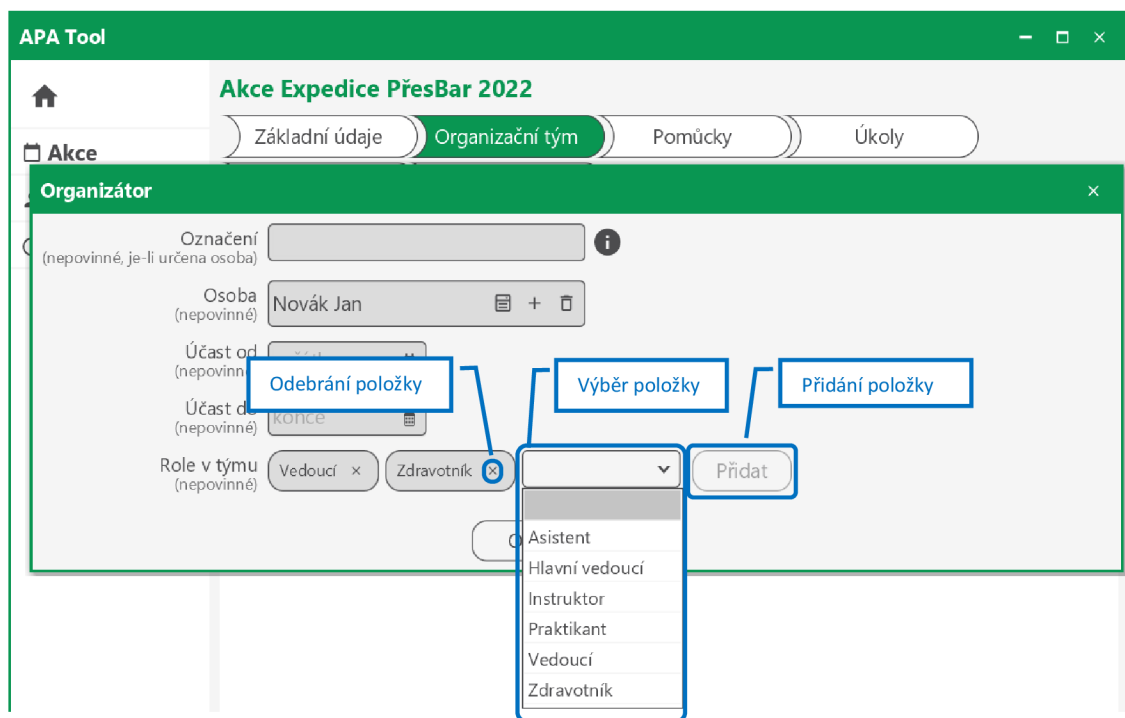 APA Tool
Akce Expedice PřesBar 2022
Základní údaje
Organizační tým
Pomůcky
Úkoly
Akce
Organizátor
Označení
(nepovinné, je-li určena osoba)
Osoba
(nepovinné)
Novák Jan
Účast od
Odebrání položky
Výběr položky
Přidání položky
Účast
(nepovinné)
konce
Role v týmu
(nepovinné)
Vedoucí
Zdravotník
Přidat
Asistent
Hlavní vedoucí
Instruktor
Praktikant
Vedoucí
Zdravotník